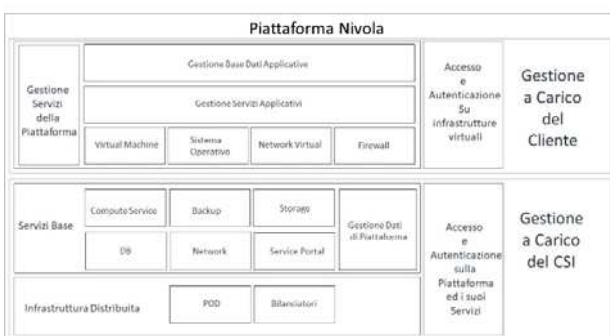 Piattaforma Nivola
Gestione
Servizi
della
Piattaforma
Gestione Base Dati Applicative
Gestione Servizi Applicativi
Virtual Machine
Sistema
Operativo
Network Virtual
Firewall
Accesso
e
Autenticazione
Su
infrastrutture
virtuali
Gestione
a Carico
del
Cliente
Servizi Base
Compute Service
Backup
Storage
DB
Network
Service Portal
Gestione Dati
di Piattaforma
Accesso
e
Autenticazione
sulla
Piattaforma
ed i suoi
Servizi
Gestione
a Carico
del CSI
Infrastruttura Distribuita
POD
Bilanciatori